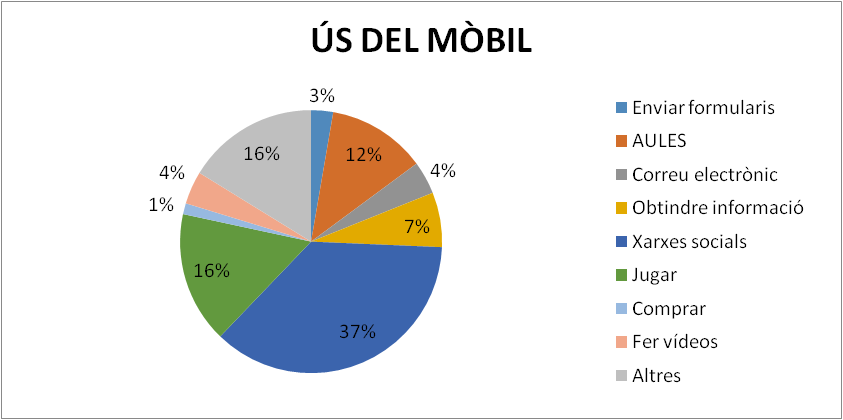 ÚS DEL MÒBIL
3%
12%
4%
7%
37%
16%
1%
4%
16%
Enviar formularis
AULES
Correu electrònic
Obtindre informació
Xarxes socials
Jugar
Comprar
Fer vídeos
Altres